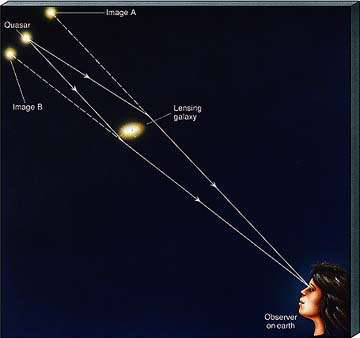 Image A
Quasar
Image B
Lensing
galaxy
Observer
on earth